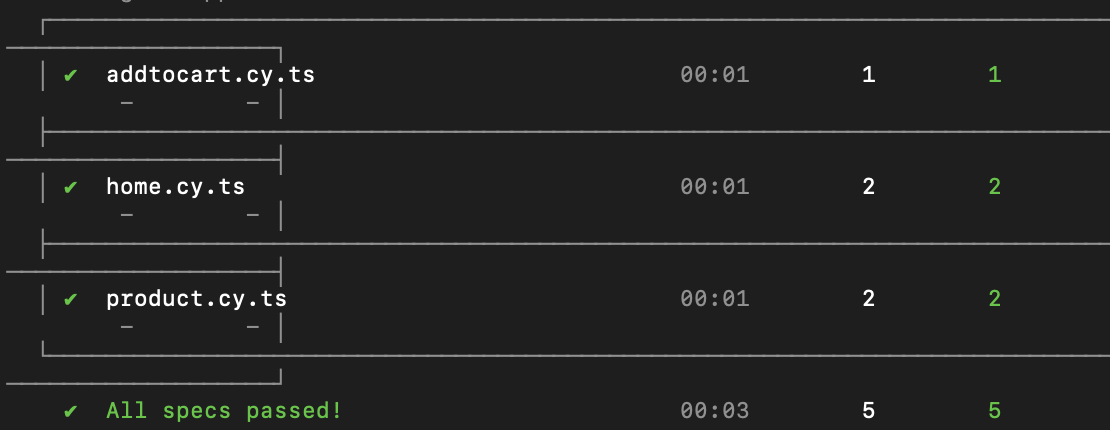 ✔ addtocart.cy.ts 00:01 1 1
- -
✔ home.cy.ts 00:01 2 2
- -
✔ product.cy.ts 00:01 2 2
- -
✔ All specs passed! 00:03 5 5